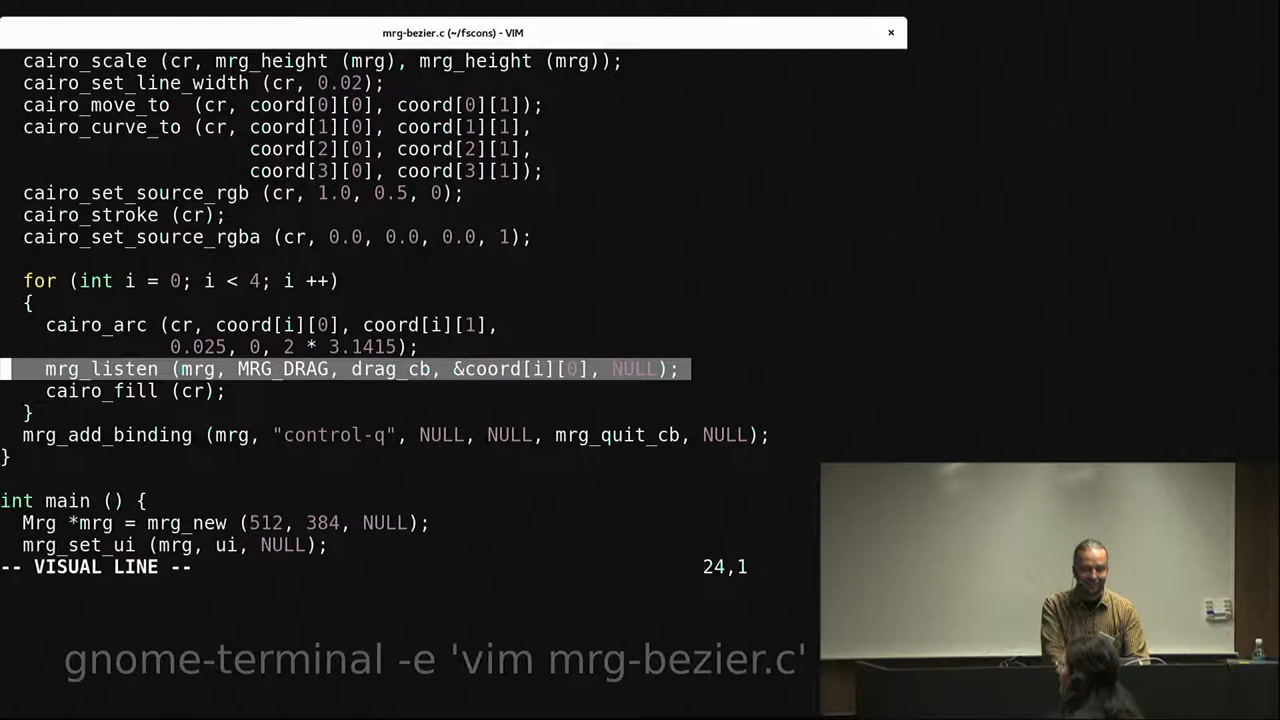 mrg-bezier.c (~/fscons) - VIM
×
cairo_scale (cr, mrg_height (mrg), mrg_height (mrg));
cairo_set_line_width (cr, 0.02);
cairo_move_to  (cr, coord[0][0], coord[0][1]);
cairo_curve_to (cr, coord[1][0], coord[1][1],
coord[2][0], coord[2][1],
coord[3][0], coord[3][1]);
cairo_set_source_rgb (cr, 1.0, 0.5, 0);
cairo_stroke (cr);
cairo_set_source_rgba (cr, 0.0, 0.0, 0.0, 1);
for (int i = 0; i < 4; i ++)
{
cairo_arc (cr, coord[i][0], coord[i][1],
0.025, 0, 2 * 3.1415);
mrg_listen (mrg, MRG_DRAG, drag_cb, &coord[i][0], NULL);
cairo_fill (cr);
}
mrg_add_binding (mrg, "control-q", NULL, NULL, mrg_quit_cb, NULL);
}
int main () {
Mrg *mrg = mrg_new (512, 384, NULL);
mrg_set_ui (mrg, ui, NULL);
-- VISUAL LINE -- 24,1
gnome-terminal -e 'vim mrg-bezier.c'